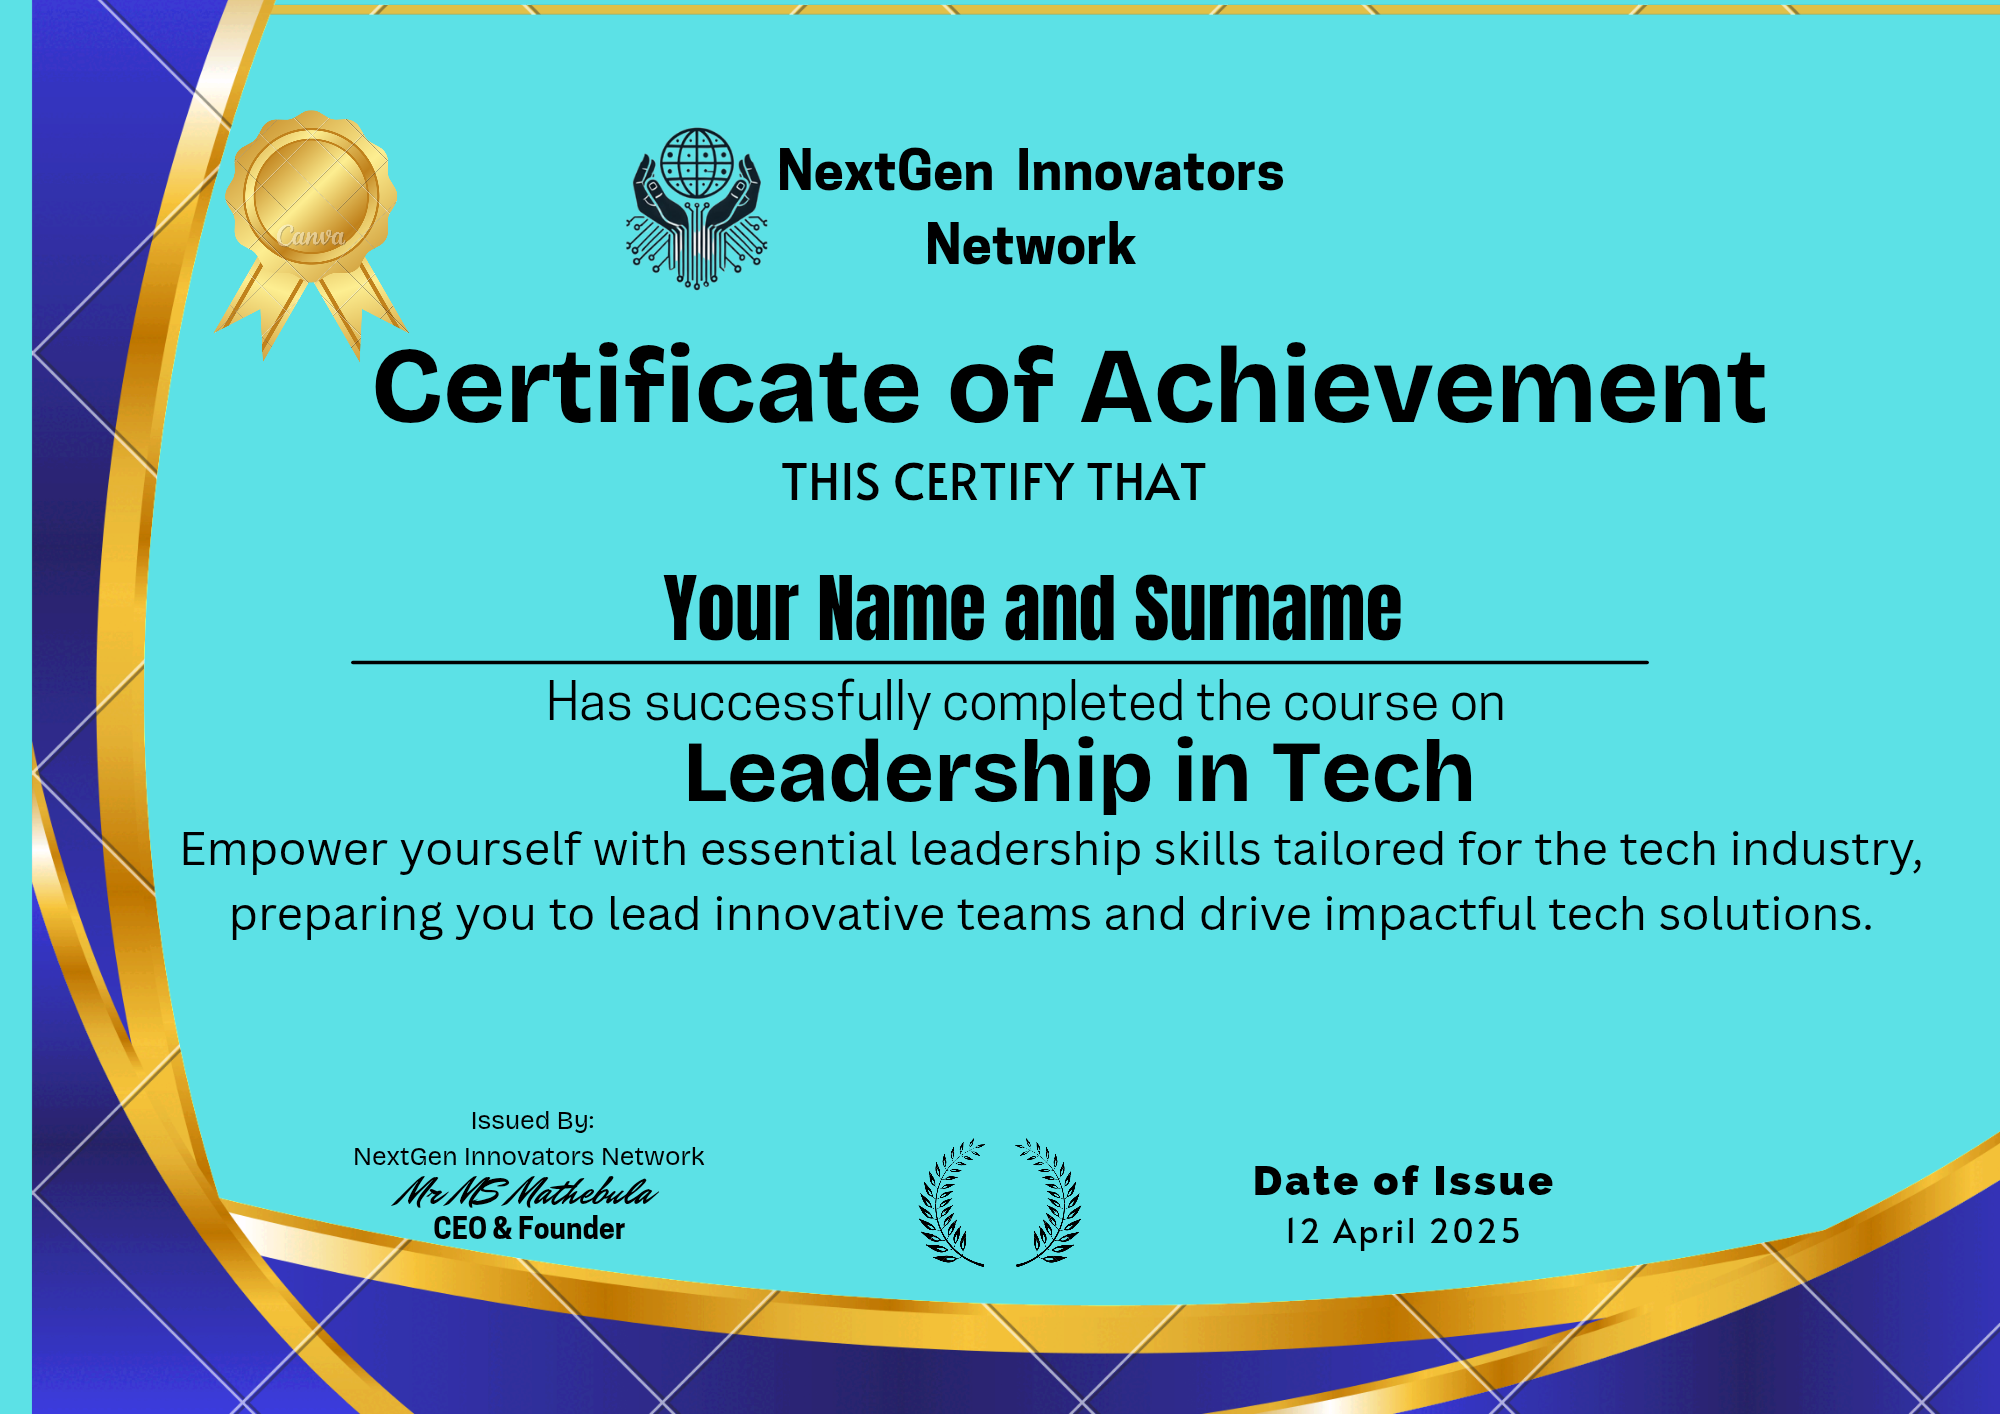 NextGen Innovators
Network
Canva
Certificate of Achievement
THIS CERTIFY THAT
Your Name and Surname
Has successfully completed the course on
Leadership in Tech
Empower yourself with essential leadership skills tailored for the tech industry,
preparing you to lead innovative teams and drive impactful tech solutions.
Issued By:
NextGen Innovators Network
Mr MS Mathebula
CEO & Founder
Date of Issue
12 April 2025